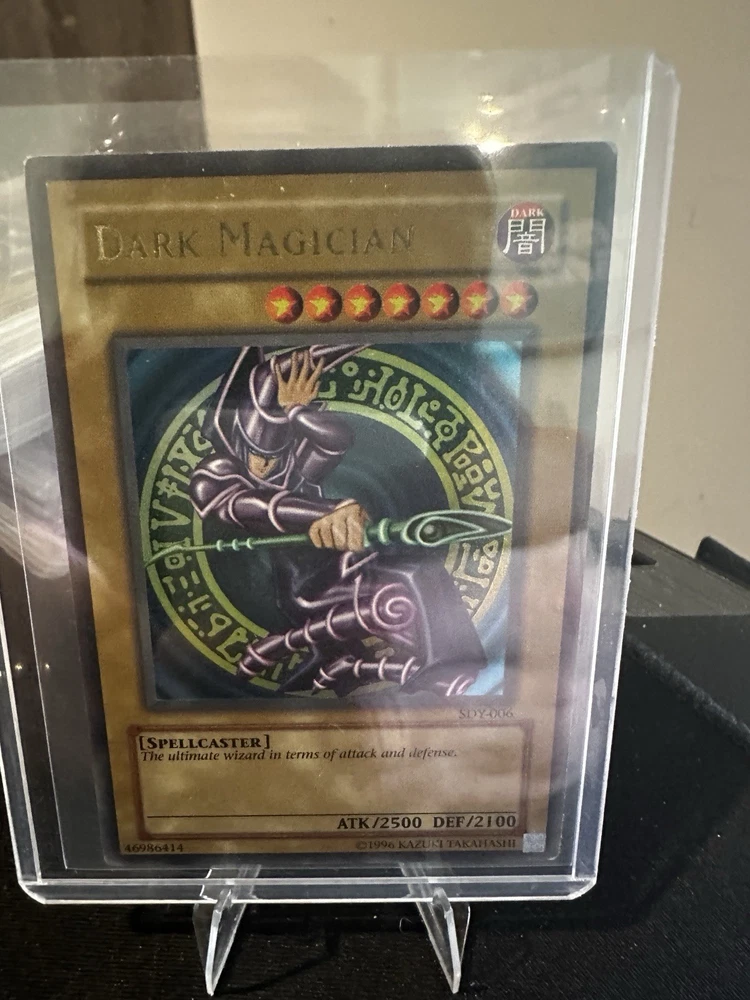 DARK MAGICIAN
DARK
闇
SDY-006
[SPELLCASTER]
The ultimate wizard in terms of attack and defense.
ATK/2500 DEF/2100
46986414
©1996 KAZUKI TAKAHASHI